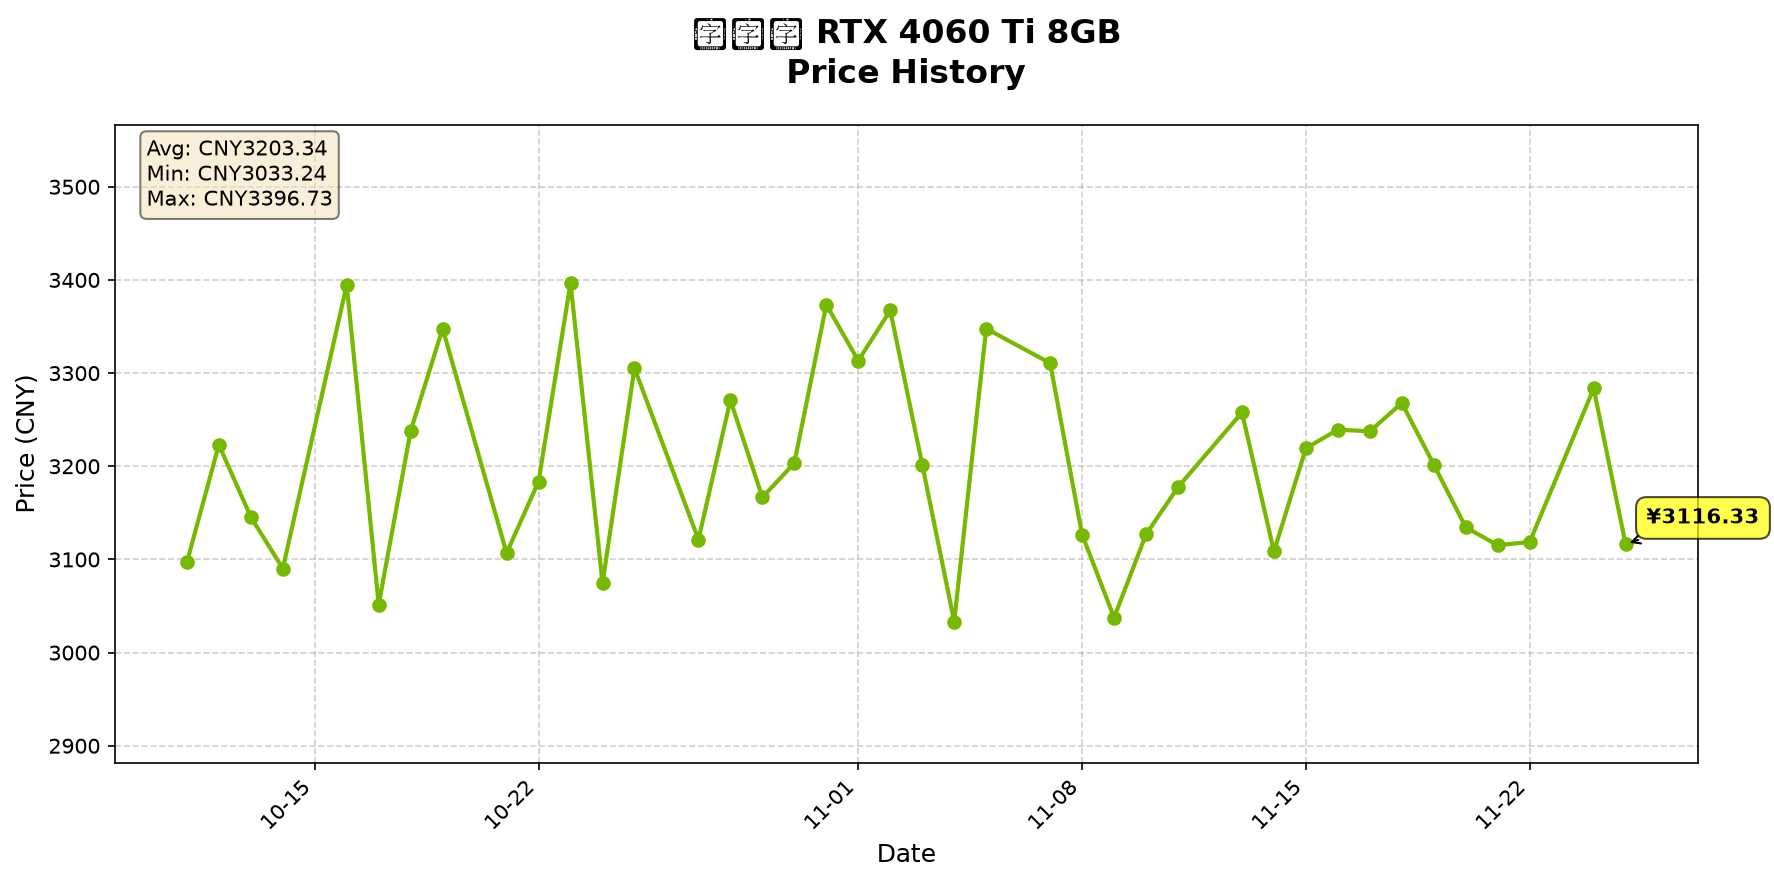 RTX 4060 Ti 8GB
Price History
Avg: CNY3203.34
Min: CNY3033.24
Max: CNY3396.73
3500
3400
3300
3200
3100
3000
2900
Price (CNY)
¥3116.33
10-15
10-22
11-01
11-08
11-15
11-22
Date